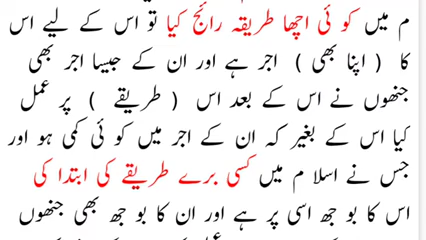 م میں کوئی اچھا طریقہ رائج کیا تو اس کے لیے اس
کا ( اپنا بھی ) اجر ہے اور ان کے جیسا اجر بھی
جنھوں نے اس کے بعد اس ( طریقے ) پر عمل
کیا اس کے بغیر کہ ان کے اجر میں کوئی کمی ہو اور
جس نے اسلا م میں کسی برے طریقے کی ابتدا کی
اس کا بوجھ اسی پر ہے اور ان کا بوجھ بھی جنھوں